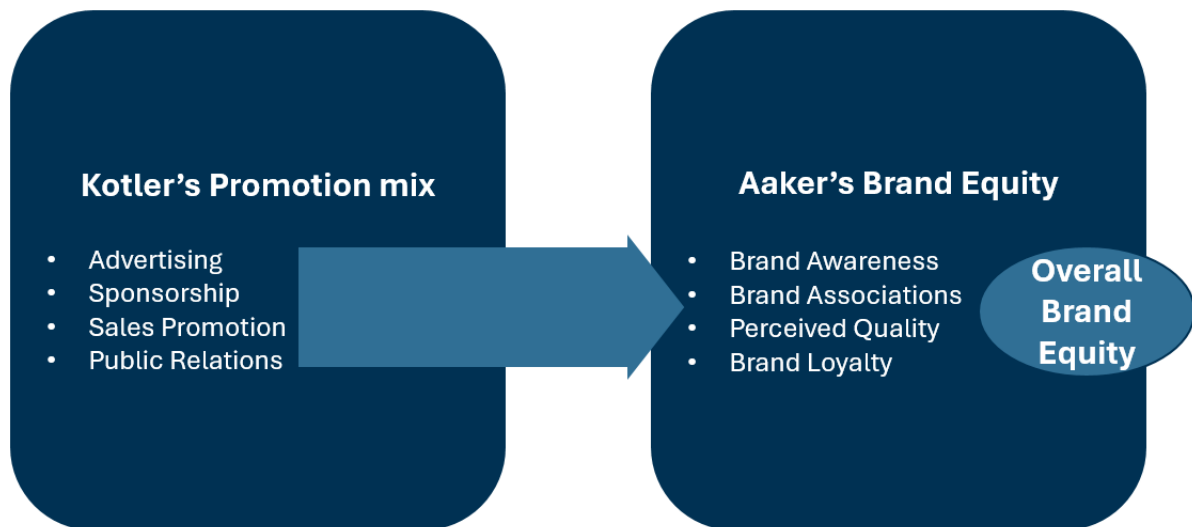 Kotler’s Promotion mix
• Advertising
• Sponsorship
• Sales Promotion
• Public Relations
Aaker’s Brand Equity
• Brand Awareness
• Brand Associations
• Perceived Quality
• Brand Loyalty
Overall
Brand
Equity